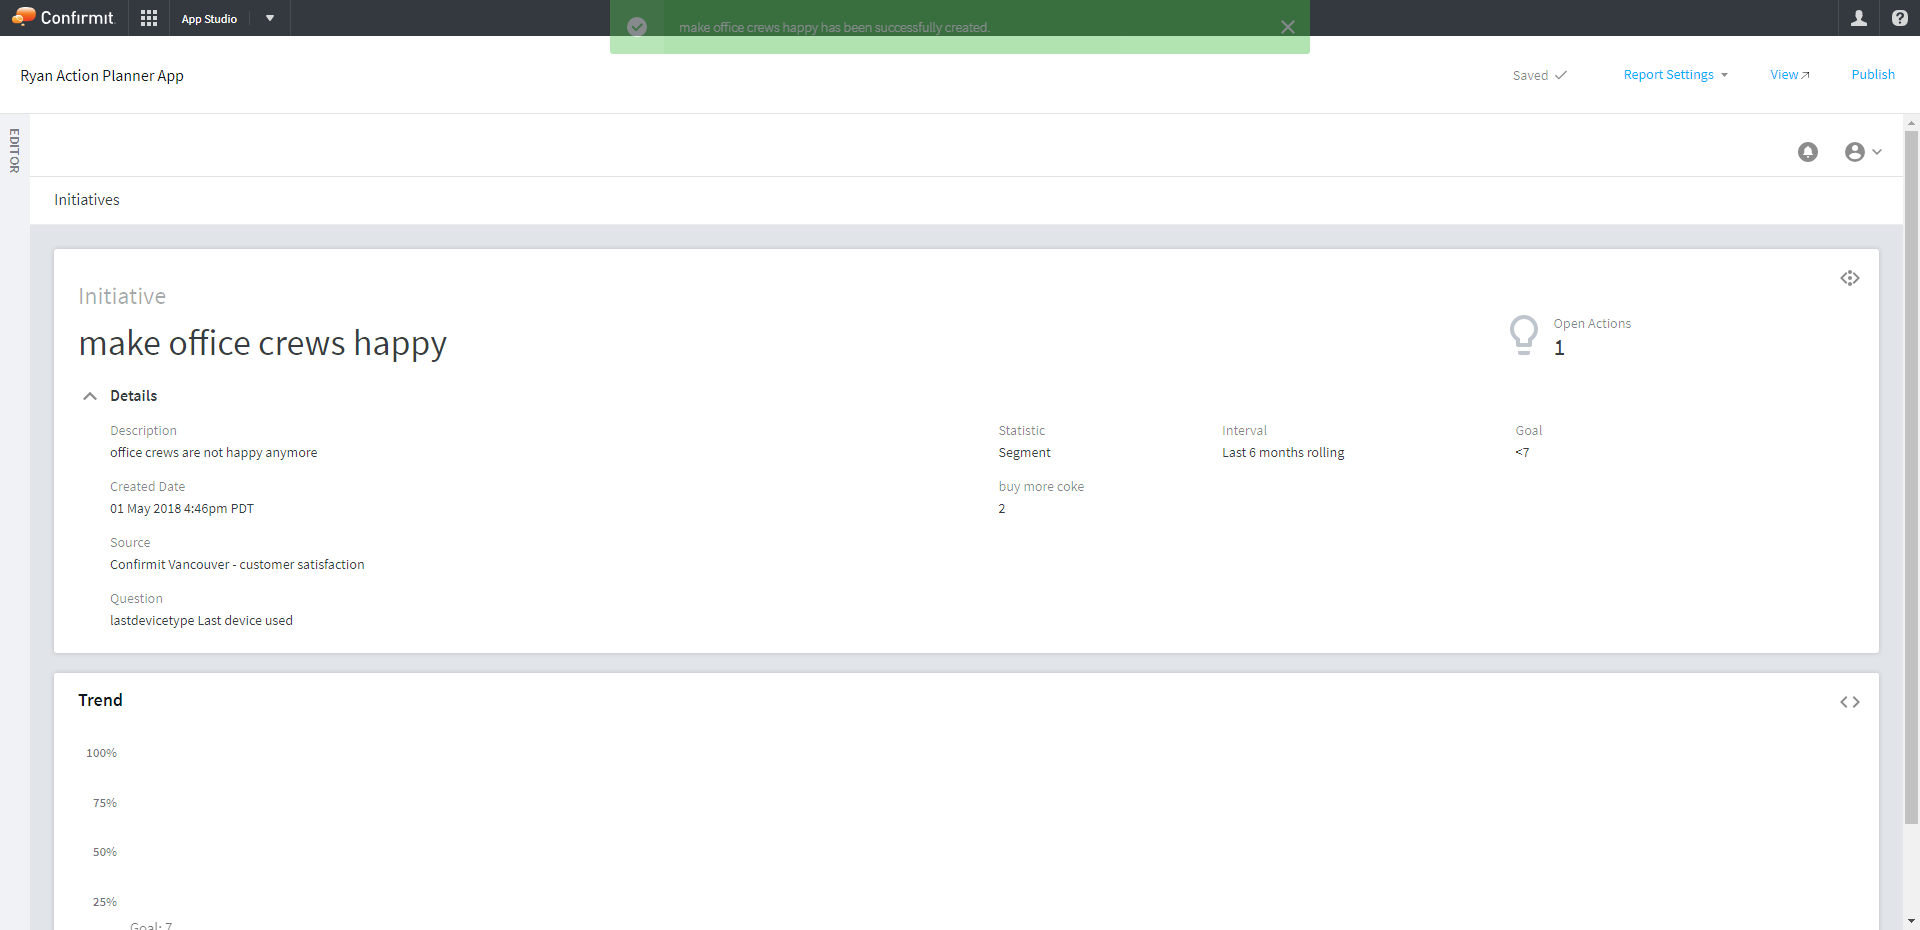 Confirmit
App Studio
make office crews happy has been successfully created.
Ryan Action Planner App
Saved
Report Settings
View
Publish
EDITOR
Initiatives
Initiative
make office crews happy
Open Actions
1
Details
Description
office crews are not happy anymore
Statistic
Segment
Interval
Last 6 months rolling
Goal
<7
Created Date
01 May 2018 4:46pm PDT
buy more coke
2
Source
Confirmit Vancouver - customer satisfaction
Question
lastdevicetype Last device used
Trend
100%
75%
50%
25%
Goal: 7